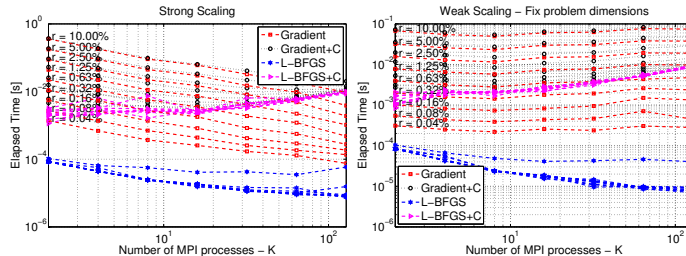 Strong Scaling
Elapsed Time [s]
10^0
10^-2
10^-4
10^-6
r = 10.00%
r = 5.00%
r = 2.50%
r = 1.25%
r = 0.63%
r = 0.32%
r = 0.16%
r = 0.08%
r = 0.04%
Gradient
Gradient+C
L−BFGS
L−BFGS+C
10^1
10^2
Number of MPI processes − K
Weak Scaling − Fix problem dimensions
Elapsed Time [s]
10^-1
10^-2
10^-3
10^-4
10^-5
10^-6
r = 10.00%
r = 5.00%
r = 2.50%
r = 1.25%
r = 0.63%
r = 0.32%
r = 0.16%
r = 0.08%
r = 0.04%
Gradient
Gradient+C
L−BFGS
L−BFGS+C
10^1
10^2
Number of MPI processes − K